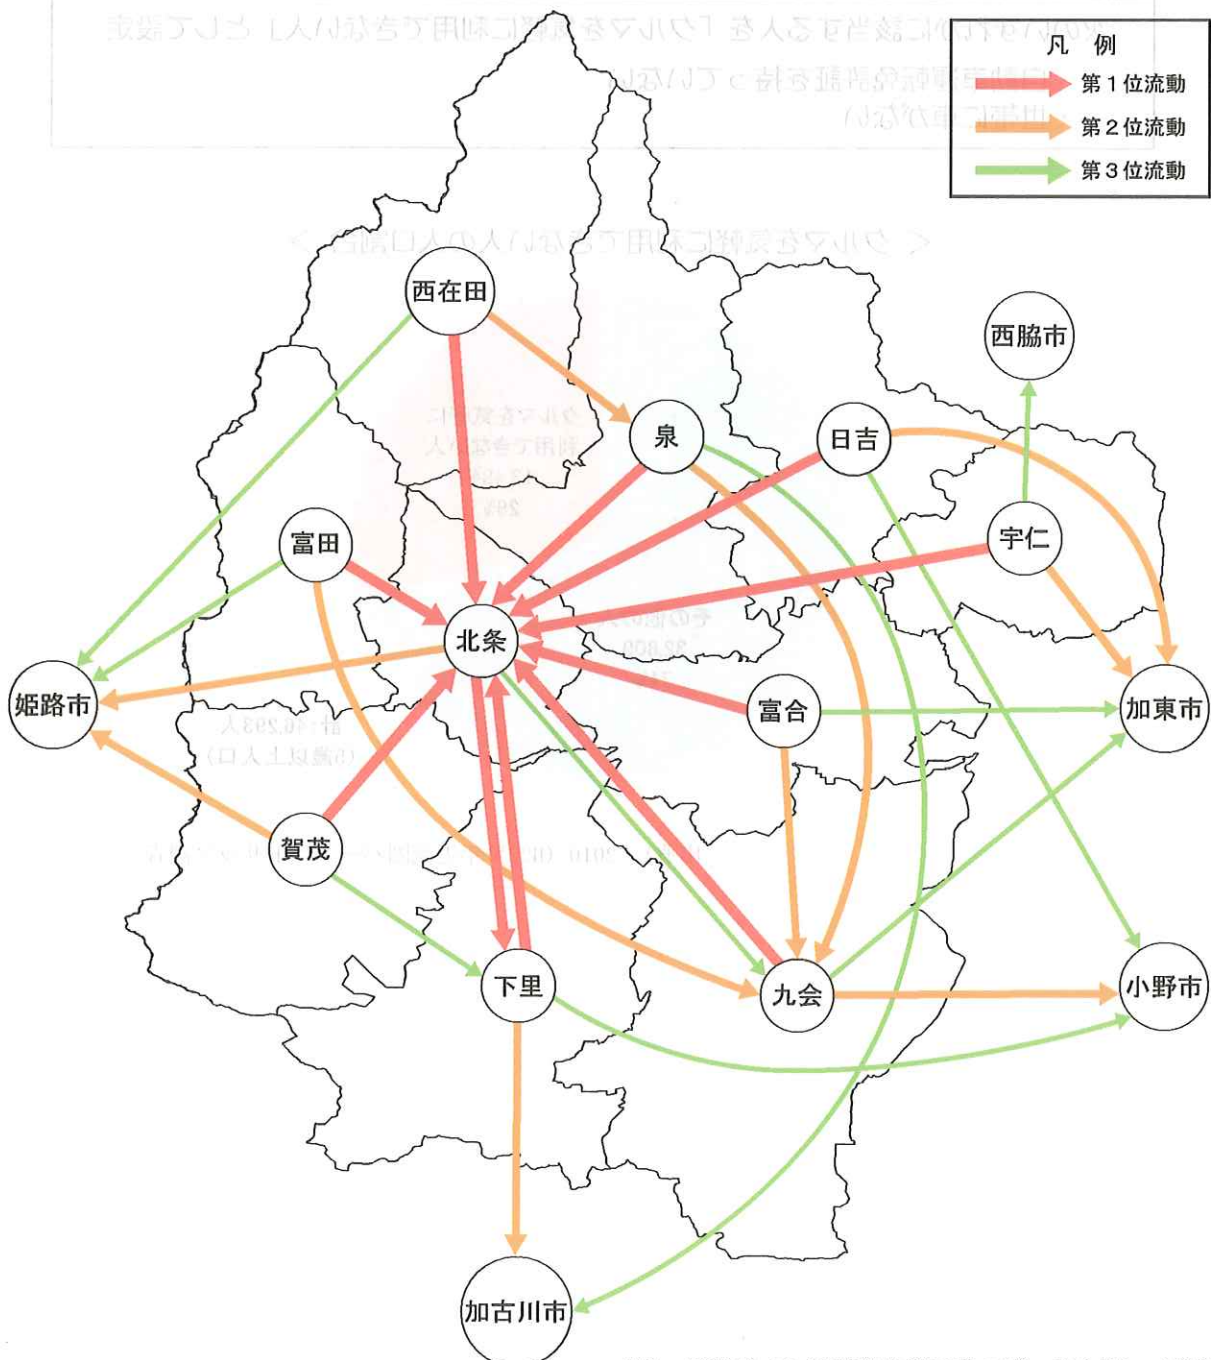 凡 例
第1位流動
第2位流動
第3位流動
西在田
西脇市
泉
日吉
宇仁
富田
北条
姫路市
富合
加東市
賀茂
下里
九会
小野市
加古川市